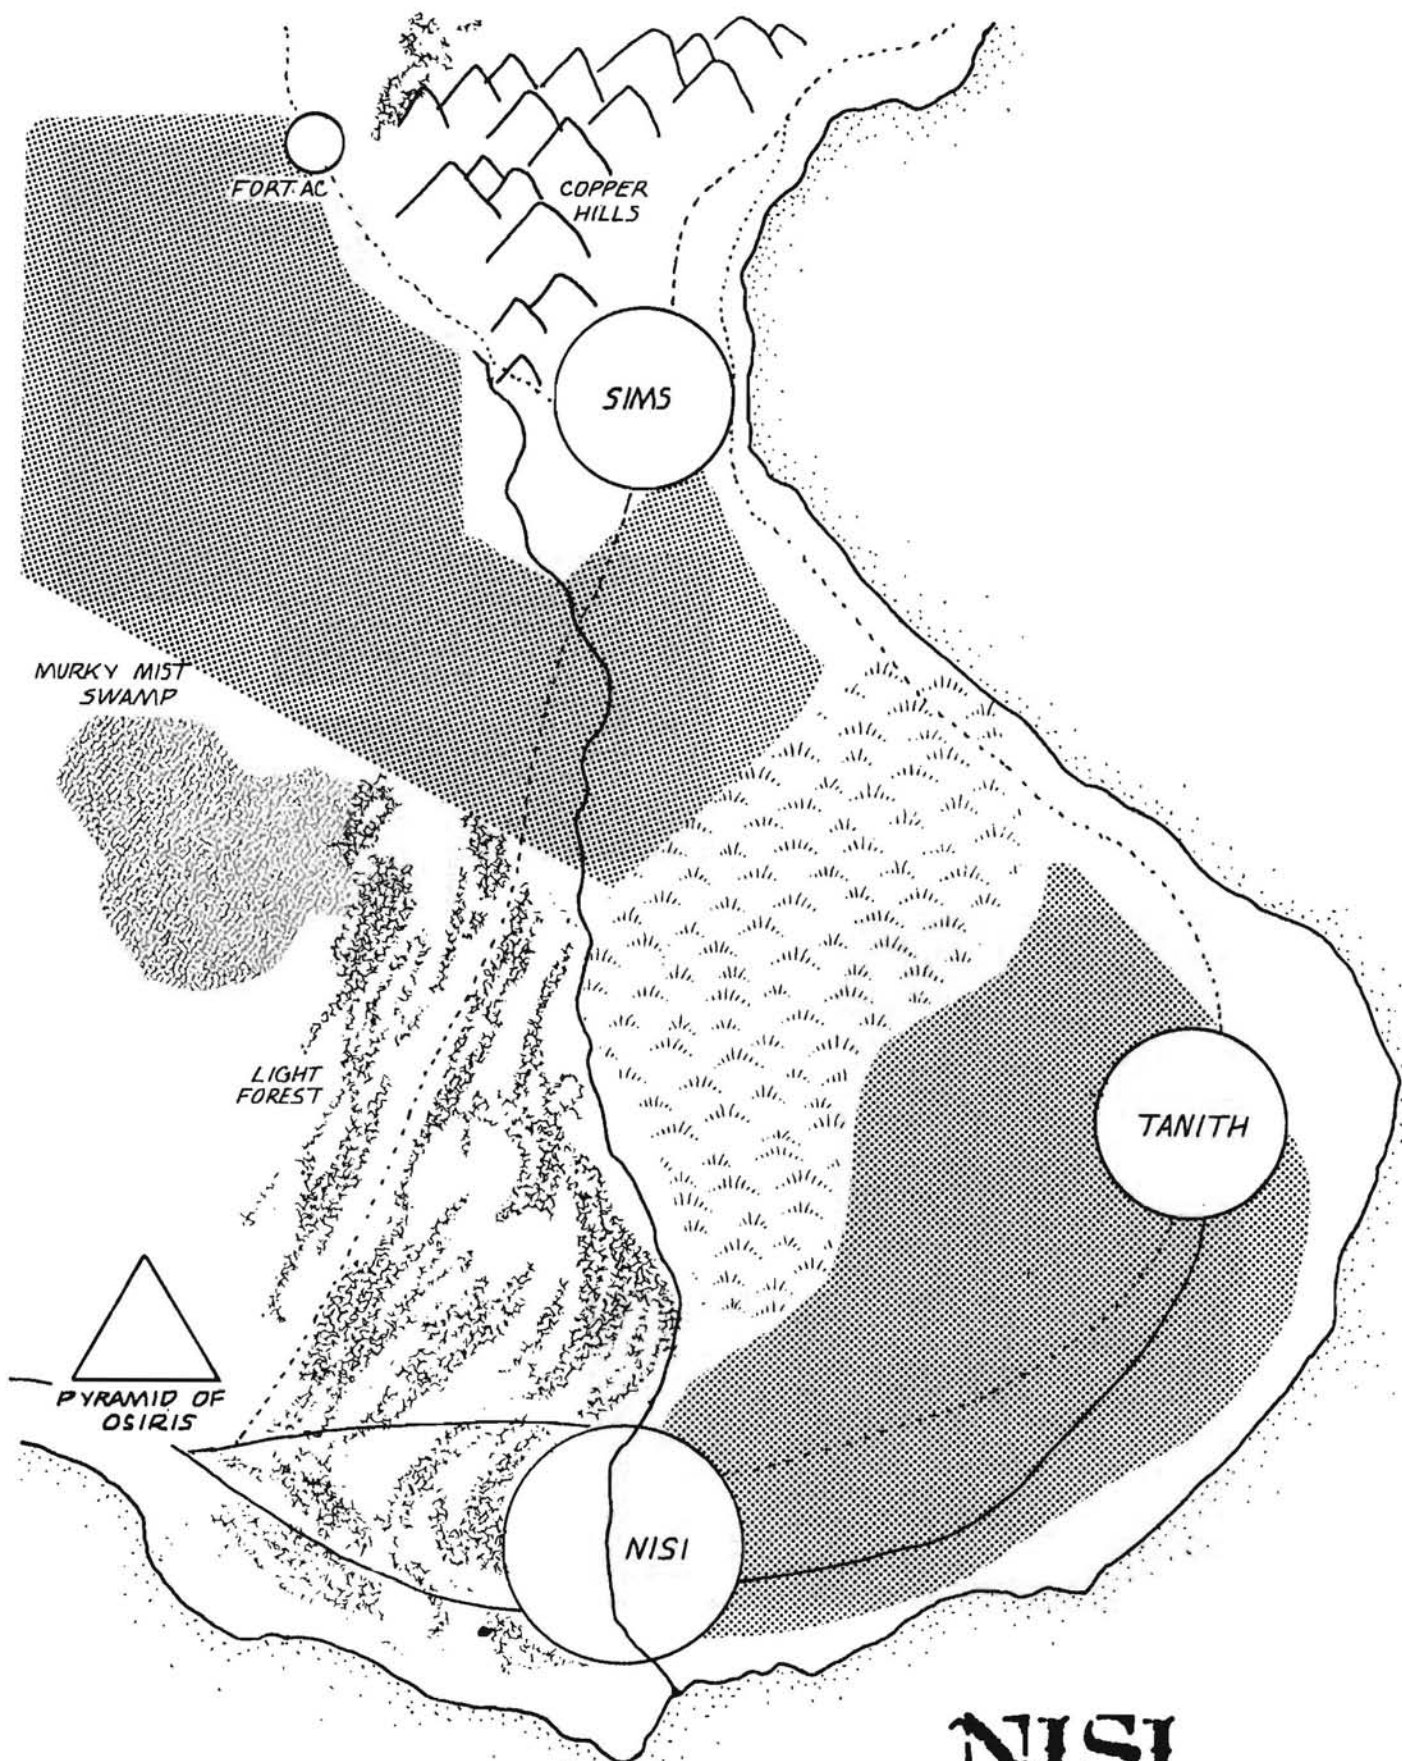 FORT AC
COPPER
HILLS
SIMS
MURKY MIST
SWAMP
LIGHT
FOREST
TANITH
PYRAMID OF
OSIRIS
NISI
NISI